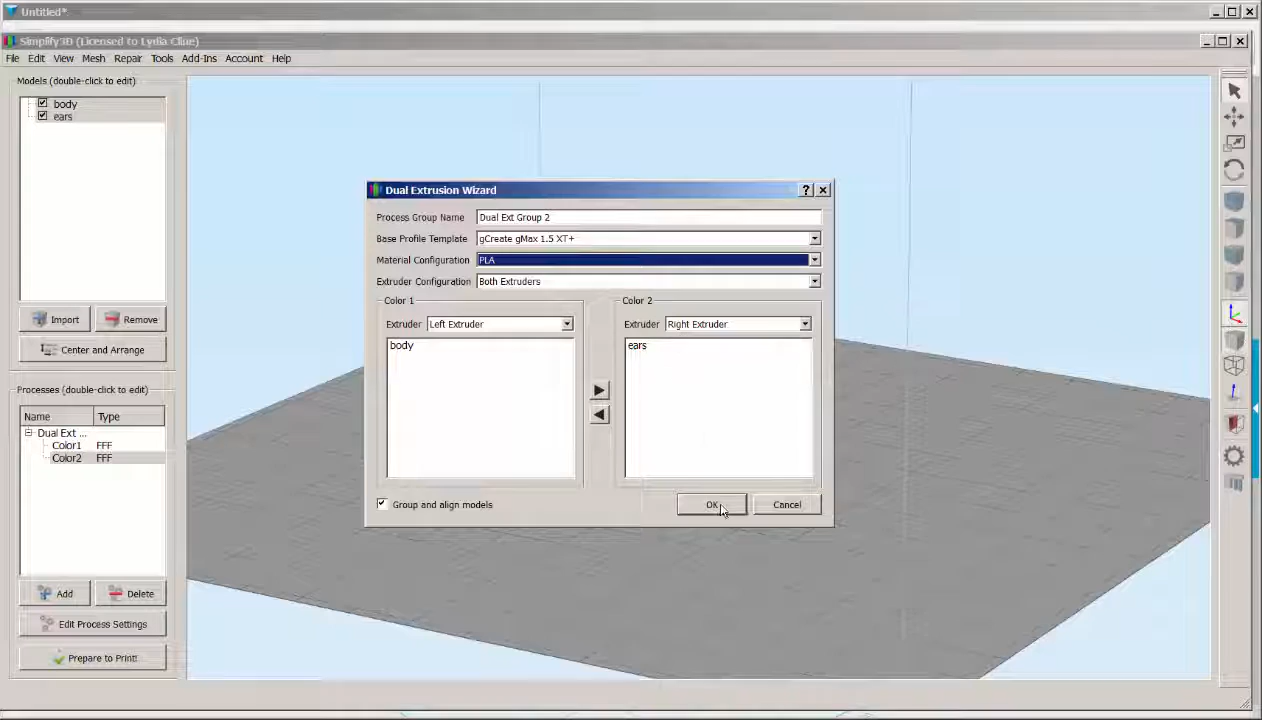 Untitled*
Simplify3D (Licensed to Lydia Cline)
File Edit View Mesh Repair Tools Add-Ins Account Help
Models (double-click to edit)
body
ears
Import Remove
Center and Arrange
Processes (double-click to edit)
Name Type
Dual Ext ...
Color1 FFF
Color2 FFF
Add Delete
Edit Process Settings
Prepare to Print!
Dual Extrusion Wizard
Process Group Name Dual Ext Group 2
Base Profile Template gCreate gMax 1.5 XT+
Material Configuration PLA
Extruder Configuration Both Extruders
Color 1 Color 2
Extruder Left Extruder Extruder Right Extruder
body ears
Group and align models OK Cancel